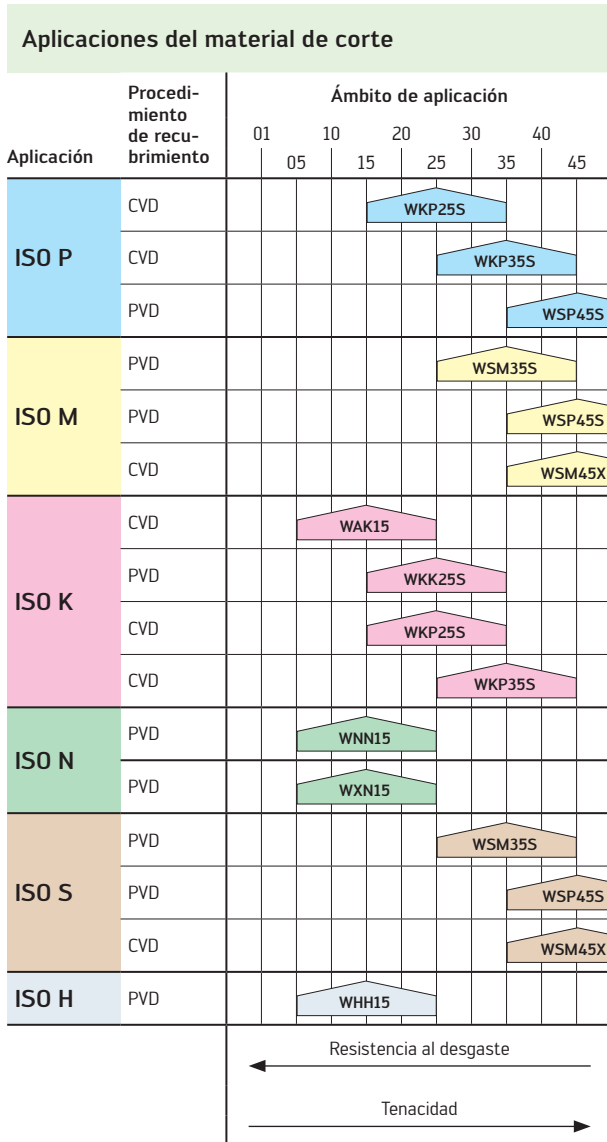 Aplicaciones del material de corte
Procedi-
miento
de recu-
brimiento
Aplicación
Ámbito de aplicación
01 10 20 30 40
05 15 25 35 45
ISO P
CVD WKP25S
CVD WKP35S
PVD WSP45S
ISO M
PVD WSM35S
PVD WSP45S
CVD WSM45X
ISO K
CVD WAK15
PVD WKK25S
CVD WKP25S
CVD WKP35S
ISO N
PVD WNN15
PVD WXN15
ISO S
PVD WSM35S
PVD WSP45S
CVD WSM45X
ISO H PVD WHH15
Resistencia al desgaste
Tenacidad